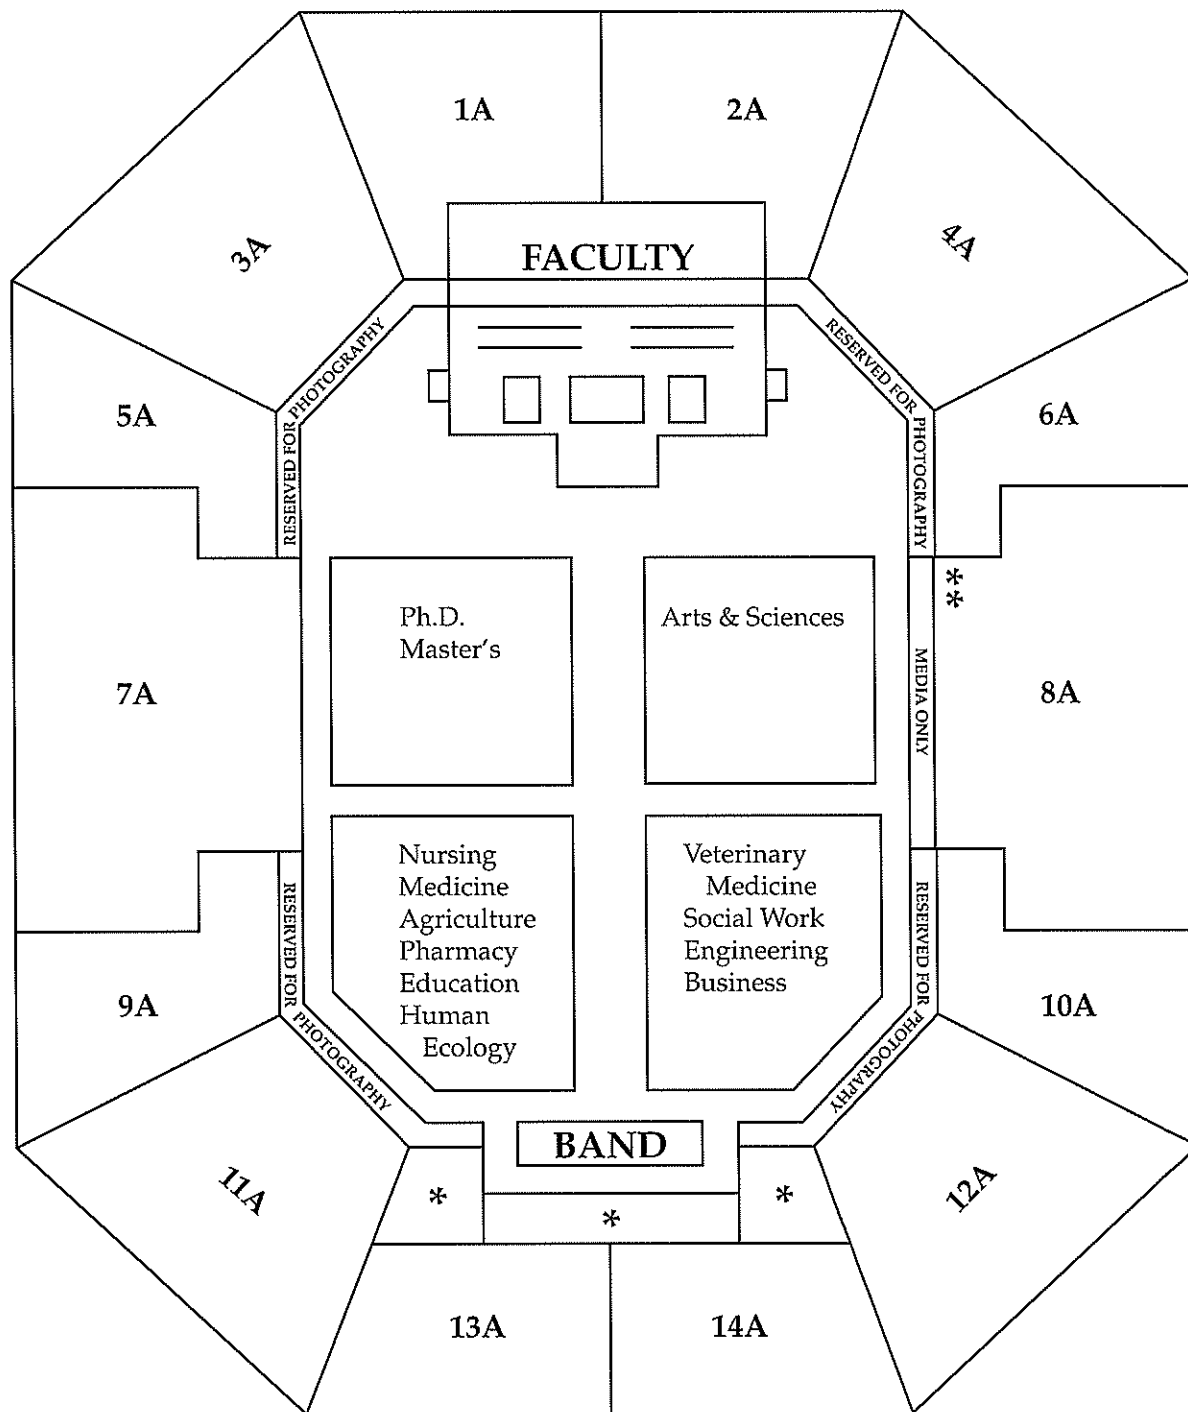 1A
2A
3A
4A
FACULTY
RESERVED FOR PHOTOGRAPHY
RESERVED FOR PHOTOGRAPHY
5A
6A
**
Ph.D.
Master's
Arts & Sciences
7A
MEDIA ONLY
8A
Nursing
Medicine
Agriculture
Pharmacy
Education
Human
Ecology
Veterinary
Medicine
Social Work
Engineering
Business
RESERVED FOR PHOTOGRAPHY
RESERVED FOR PHOTOGRAPHY
9A
10A
BAND
11A
*
*
*
12A
13A
14A